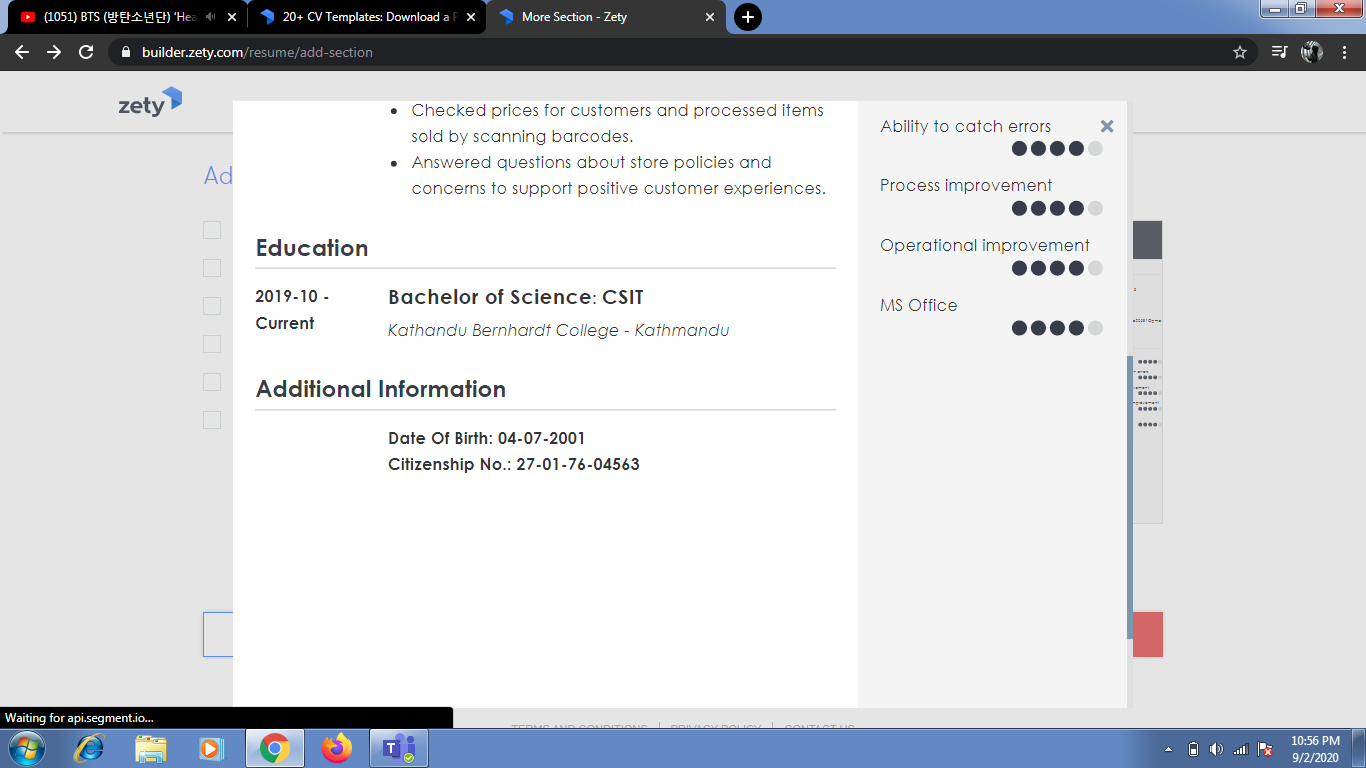 (1051) BTS (방탄소년단) 'Hea
20+ CV Templates: Download a
More Section - Zety
builder.zety.com/resume/add-section
zety
Ad
Checked prices for customers and processed items
sold by scanning barcodes.
Answered questions about store policies and
concerns to support positive customer experiences.
Education
2019-10 -
Current
Bachelor of Science: CSIT
Kathandu Bernhardt College - Kathmandu
Additional Information
Date Of Birth: 04-07-2001
Citizenship No.: 27-01-76-04563
Ability to catch errors
Process improvement
Operational improvement
MS Office
TERMS AND CONDITIONS | PRIVACY POLICY | CONTACT US
Waiting for api.segment.io...
10:56 PM
9/2/2020